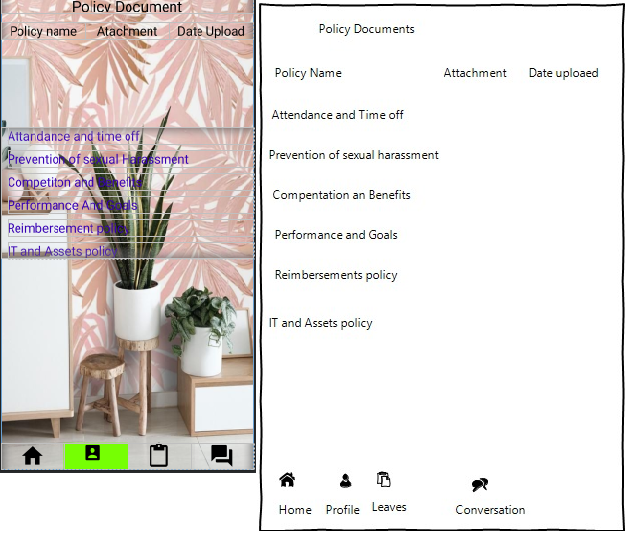 Policy Document
Policy name Atachment Date Upload
Attandance and time off
Prevention of sexual Harassment
Competiton and Benefits
Performance And Goals
Reimbersement policy
IT and Assets policy
Policy Documents
Policy Name Attachment Date uploaed
Attendance and Time off
Prevention of sexual harassment
Compentation an Benefits
Performance and Goals
Reimbersements policy
IT and Assets policy
Home Profile Leaves Conversation